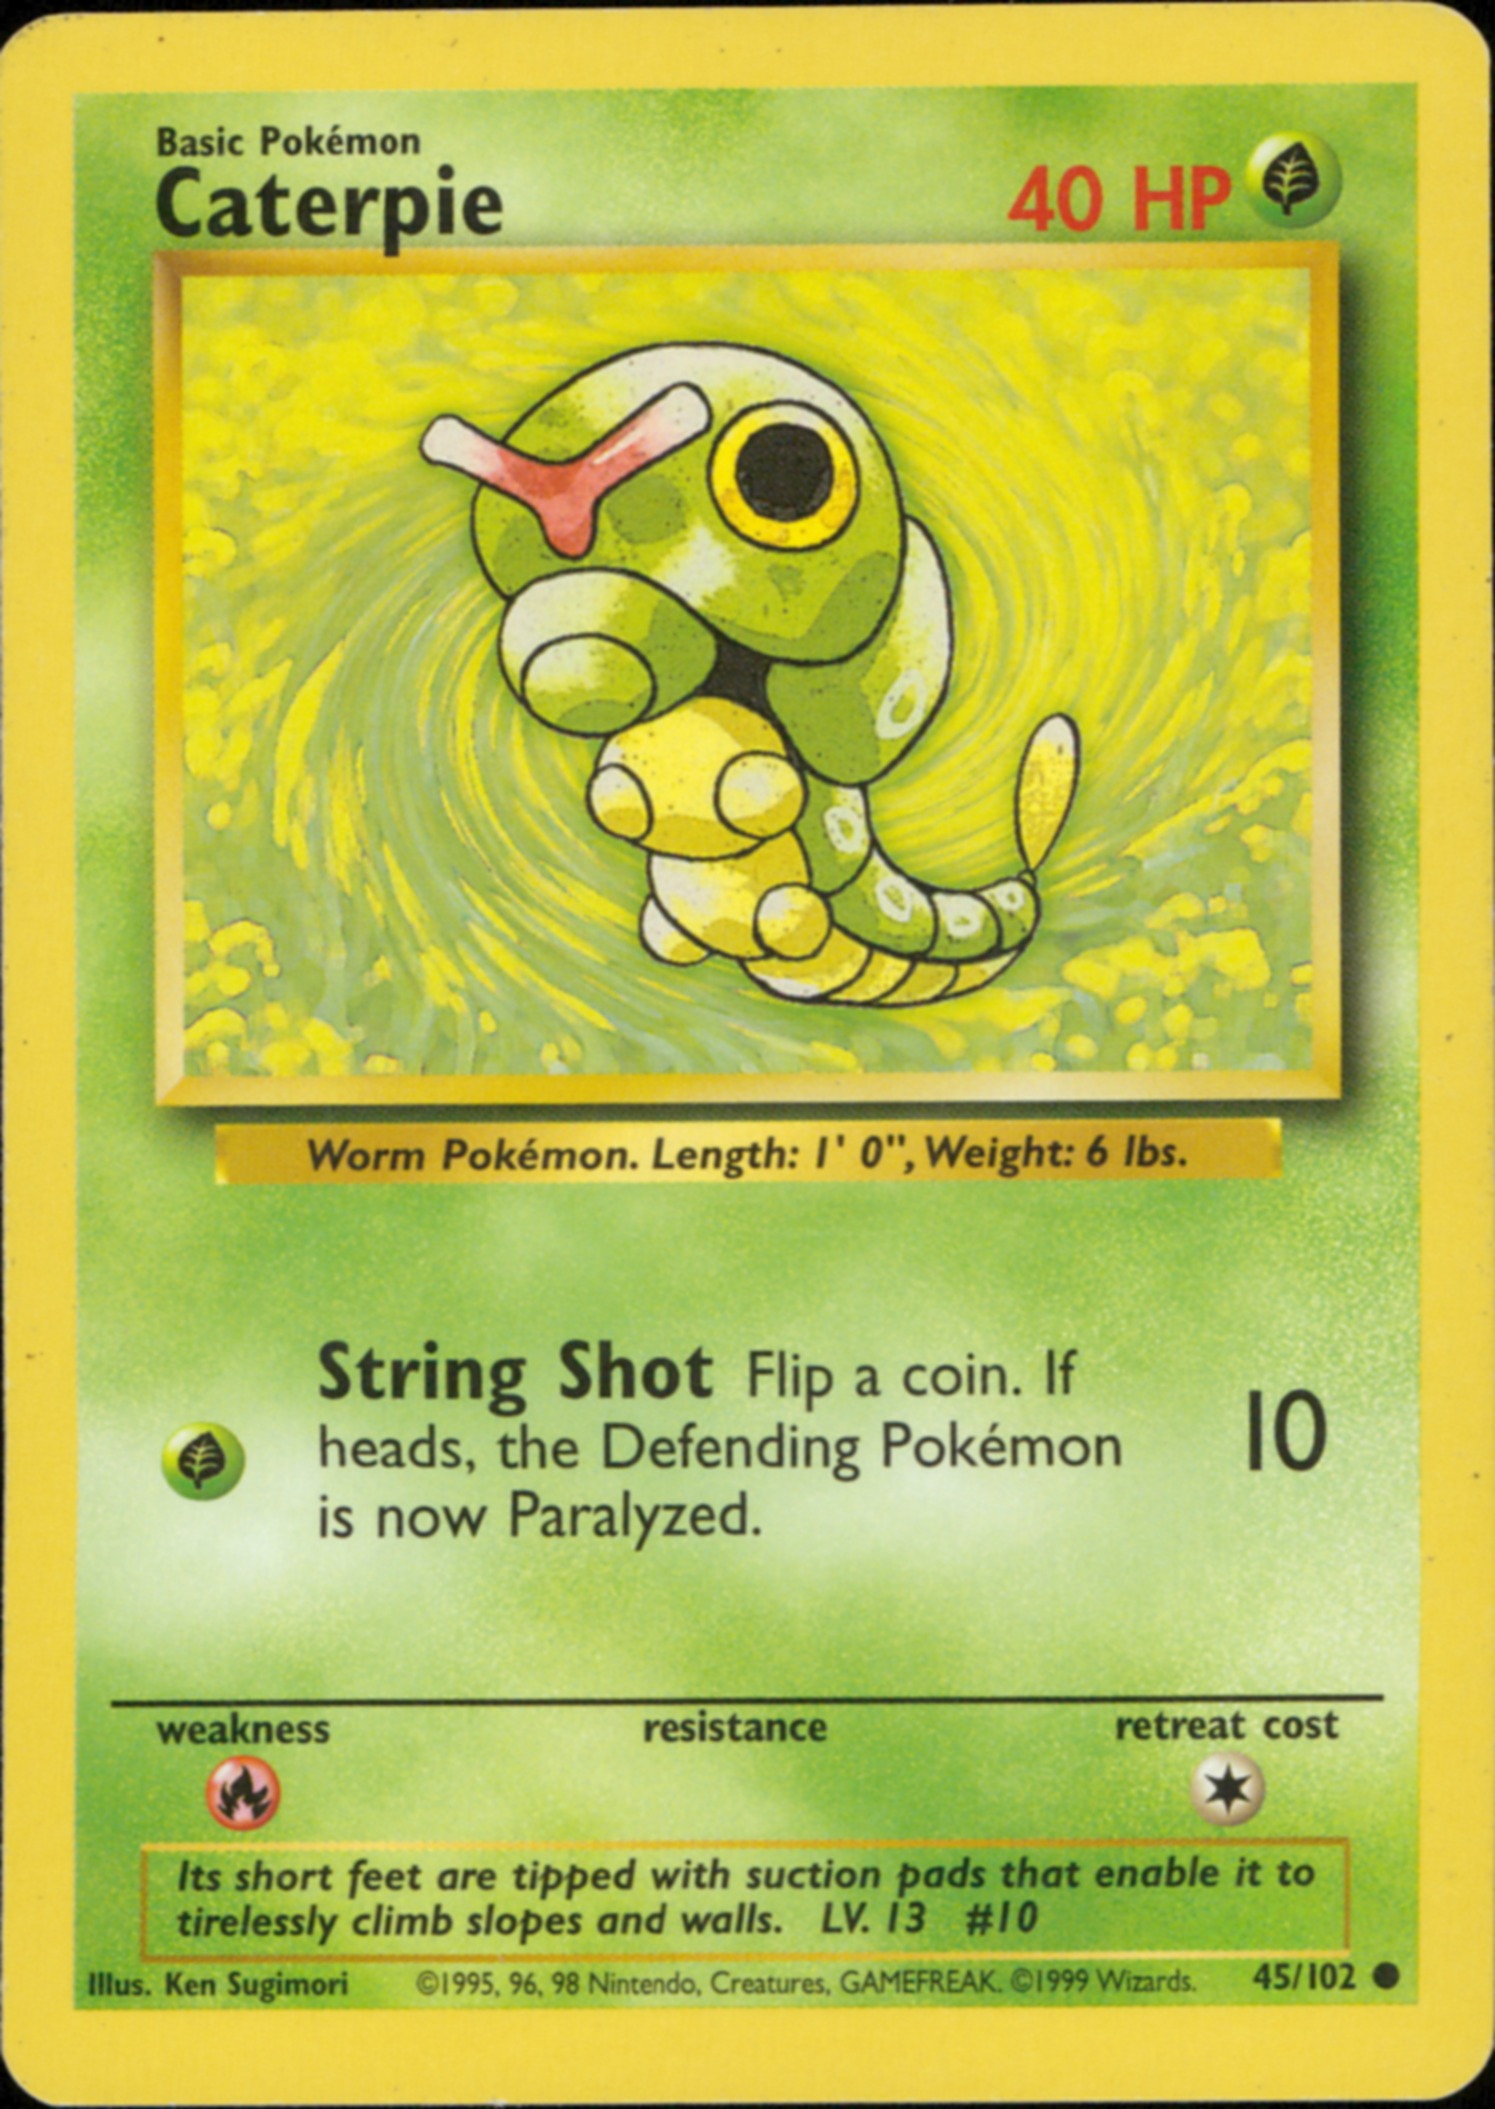 Basic Pokémon
Caterpie
40 HP
Worm Pokémon. Length: 1' 0", Weight: 6 lbs.
String Shot Flip a coin. If
heads, the Defending Pokémon
is now Paralyzed.
10
weakness
resistance
retreat cost
Its short feet are tipped with suction pads that enable it to
tirelessly climb slopes and walls. LV. 13 #10
Illus. Ken Sugimori
©1995, 96, 98 Nintendo, Creatures, GAMEFREAK. ©1999 Wizards.
45/102